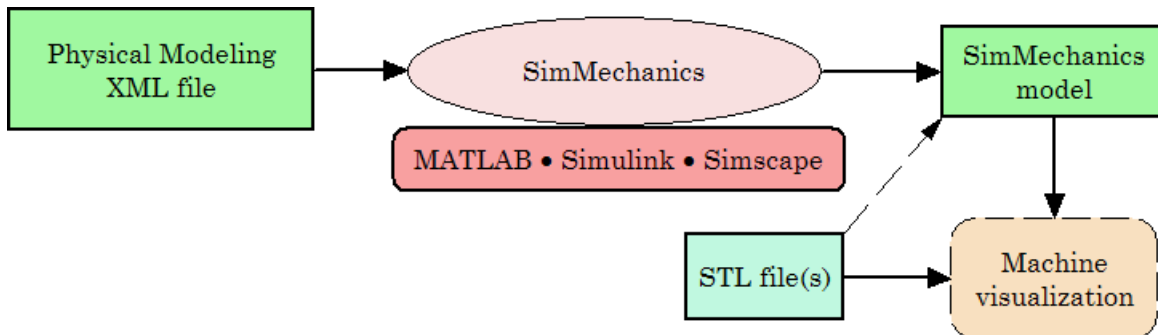 Physical Modeling
XML file
SimMechanics
SimMechanics
model
MATLAB • Simulink • Simscape
STL file(s)
Machine
visualization